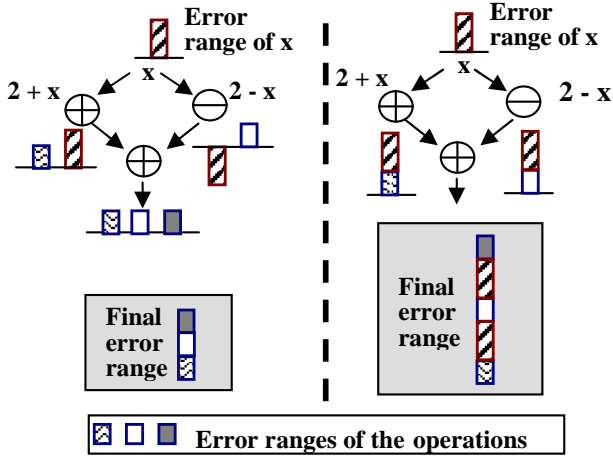 Error
range of x
x
2 + x
2 - x
Final
error
range
Error
range of x
x
2 + x
2 - x
Final
error
range
Error ranges of the operations